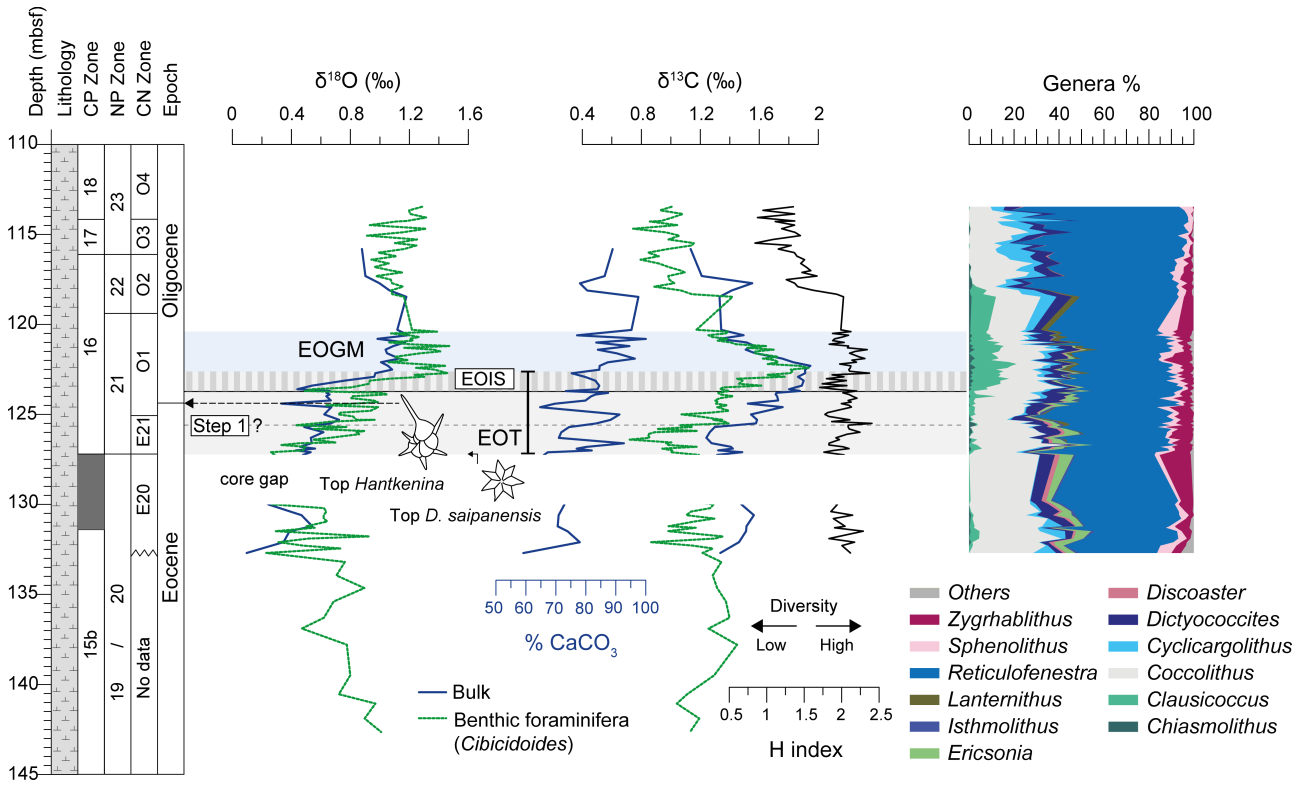 Depth (mbsf)
Lithology
CP Zone
NP Zone
CN Zone
Epoch
δ¹⁸O (‰)
0 0.4 0.8 1.2 1.6
δ¹³C (‰)
0.4 0.8 1.2 1.6 2
Genera %
0 20 40 60 80 100
110
115
120
125
130
135
140
145
18
17
16
15b
23
22
21
20
/
19
O4
O3
O2
O1
E21
E20
No data
Oligocene
Eocene
EOGM
EOIS
Step 1 ?
EOT
core gap
Top Hantkenina
Top D. saipanensis
50 60 70 80 90 100
% CaCO₃
Bulk
Benthic foraminifera
(Cibicidoides)
Diversity
Low High
0.5 1 1.5 2 2.5
H index
Others
Zygrhablithus
Sphenolithus
Reticulofenestra
Lanternithus
Isthmolithus
Ericsonia
Discoaster
Dictyococcites
Cyclicargolithus
Coccolithus
Clausicoccus
Chiasmolithus